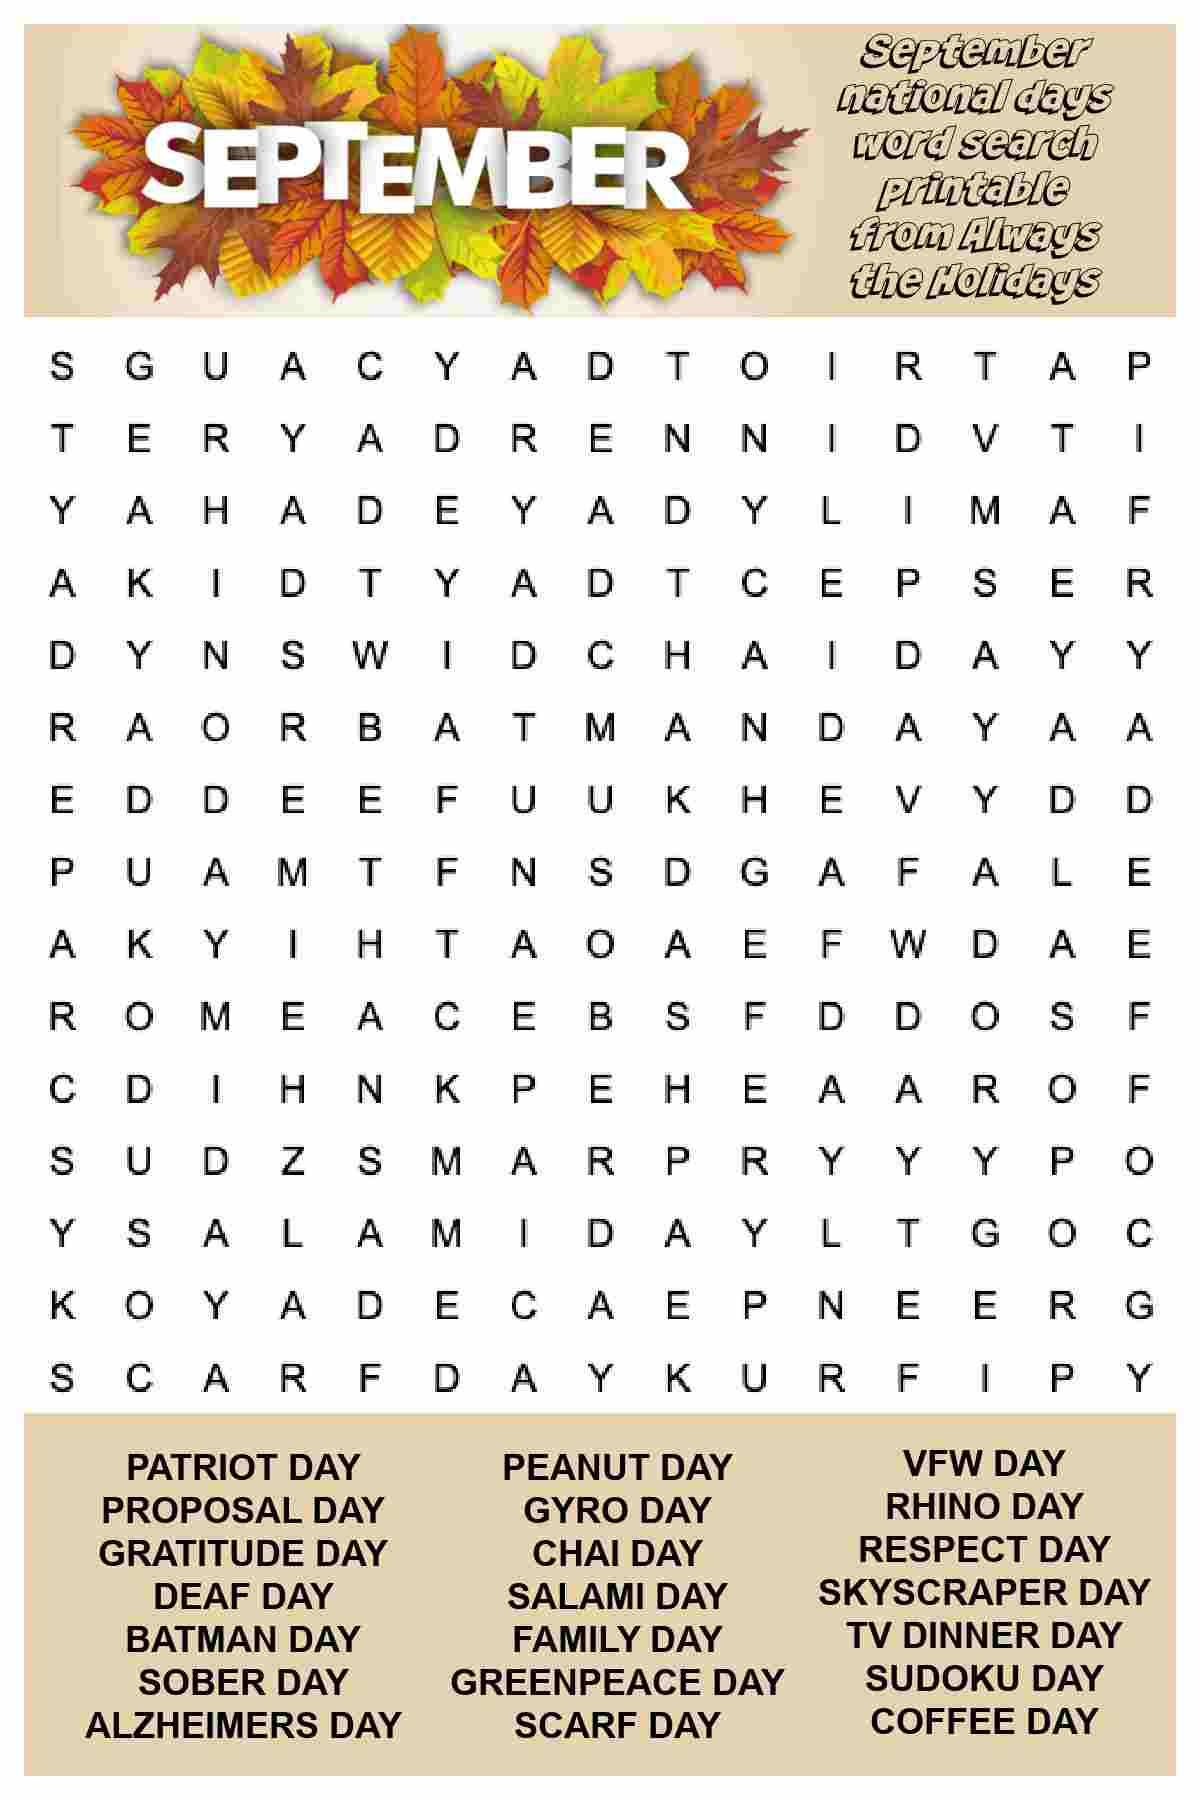 SEPTEMBER
September
national days
word search
printable
from Always
the Holidays
S G U A C Y A D T O I R T A P
T E R Y A D R E N N I D V T I
Y A H A D E Y A D Y L I M A F
A K I D T Y A D T C E P S E R
D Y N S W I D C H A I D A Y Y
R A O R B A T M A N D A Y A A
E D D E E F U U K H E V Y D D
P U A M T F N S D G A F A L E
A K Y I H T A O A E F W D A E
R O M E A C E B S F D D O S F
C D I H N K P E H E A A R O F
S U D Z S M A R P R Y Y Y P O
Y S A L A M I D A Y L T G O C
K O Y A D E C A E P N E E R G
S C A R F D A Y K U R F I P Y
PATRIOT DAY
PROPOSAL DAY
GRATITUDE DAY
DEAF DAY
BATMAN DAY
SOBER DAY
ALZHEIMERS DAY
PEANUT DAY
GYRO DAY
CHAI DAY
SALAMI DAY
FAMILY DAY
GREENPEACE DAY
SCARF DAY
VFW DAY
RHINO DAY
RESPECT DAY
SKYSCRAPER DAY
TV DINNER DAY
SUDOKU DAY
COFFEE DAY